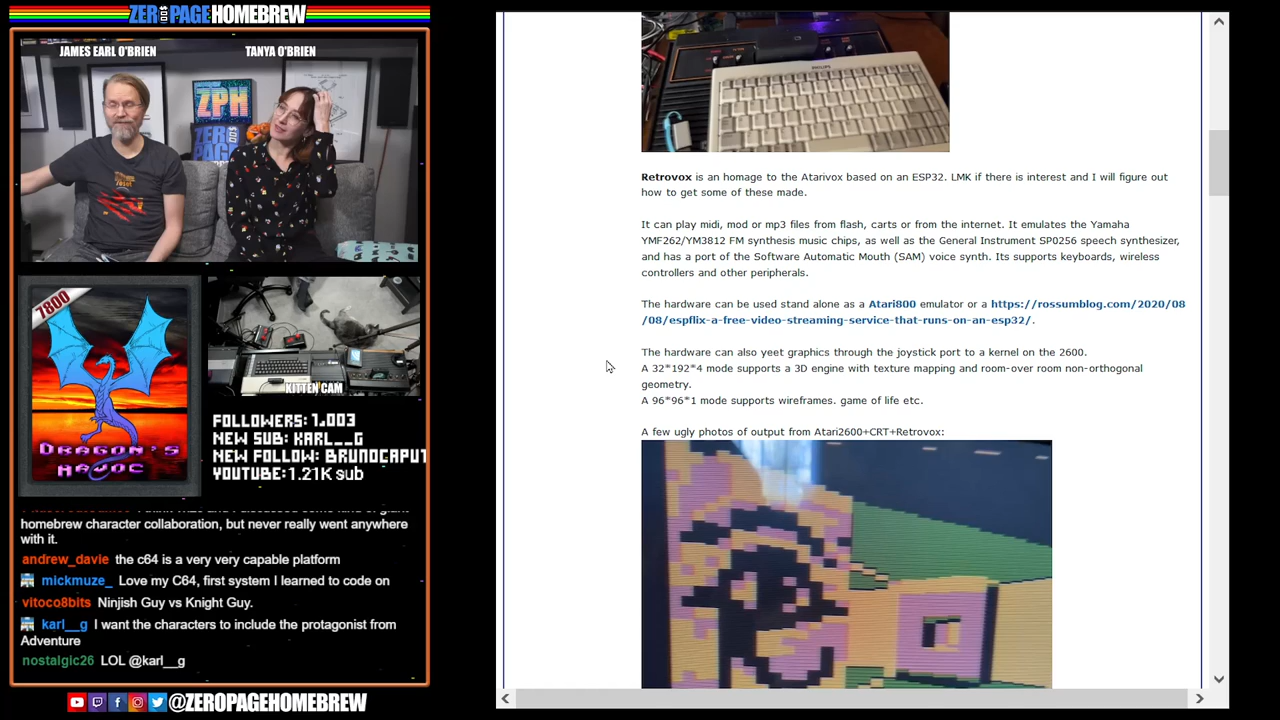 ZEROPAGEHOMEBREW
JAMES EARL O'BRIEN
TANYA O'BRIEN
ZPH
7800
DRAGON'S
HAVOC
KITTEN CAM
FOLLOWERS: 1,003
NEW SUB: KARL__G
NEW FOLLOW: BRUNOCAPUT
YOUTUBE: 1.21K sub
homebrew character collaboration, but never really went anywhere
with it.
andrew_davie the c64 is a very very capable platform
mickmuze_ Love my C64, first system I learned to code on
vitoco8bits Ninjish Guy vs Knight Guy.
karl__g I want the characters to include the protagonist from
Adventure
nostalgic26 LOL @karl__g
@ZEROPAGEHOMEBREW
Retrovox is an homage to the Atarivox based on an ESP32. LMK if there is interest and I will figure out
how to get some of these made.
It can play midi, mod or mp3 files from flash, carts or from the internet. It emulates the Yamaha
YMF262/YM3812 FM synthesis music chips, as well as the General Instrument SP0256 speech synthesizer,
and has a port of the Software Automatic Mouth (SAM) voice synth. Its supports keyboards, wireless
controllers and other peripherals.
The hardware can be used stand alone as a Atari800 emulator or a https://rossumblog.com/2020/08
/08/espflix-a-free-video-streaming-service-that-runs-on-an-esp32/.
The hardware can also yeet graphics through the joystick port to a kernel on the 2600.
A 32*192*4 mode supports a 3D engine with texture mapping and room-over room non-orthogonal
geometry.
A 96*96*1 mode supports wireframes. game of life etc.
A few ugly photos of output from Atari2600+CRT+Retrovox: